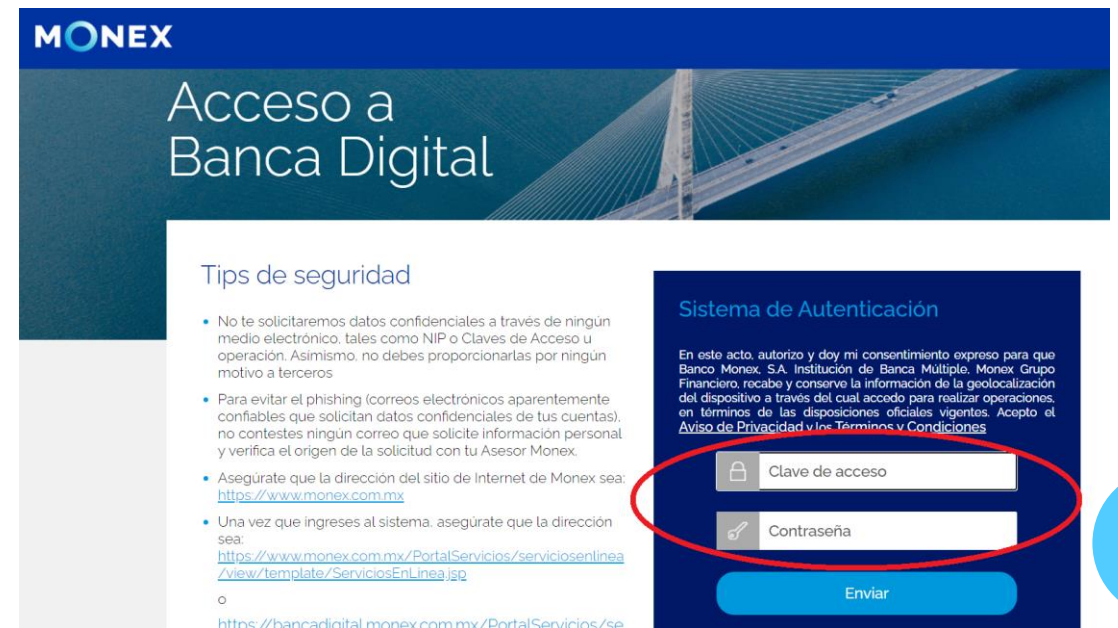 MONEX
Acceso a
Banca Digital
Tips de seguridad
No te solicitaremos datos confidenciales a través de ningún
medio electrónico, tales como NIP o Claves de Acceso u
operación. Asímismo, no debes proporcionarlas por ningún
motivo a terceros
Para evitar el phishing (correos electrónicos aparentemente
confiables que solicitan datos confidenciales de tus cuentas),
no contestes ningún correo que solicite información personal
y verifica el origen de la solicitud con tu Asesor Monex.
Asegúrate que la dirección del sitio de Internet de Monex sea:
https://www.monex.com.mx
Una vez que ingreses al sistema, asegúrate que la dirección
sea:
https://www.monex.com.mx/PortalServicios/serviciosenlinea
/view/template/ServiciosEnLinea.jsp
o
https://bancadigital.monex.com.mx/PortalServicios/se
Sistema de Autenticación
En este acto, autorizo y doy mi consentimiento expreso para que
Banco Monex, S.A. Institución de Banca Múltiple, Monex Grupo
Financiero, recabe y conserve la información de la geolocalización
del dispositivo a través del cual accedo para realizar operaciones,
en términos de las disposiciones oficiales vigentes. Acepto el
Aviso de Privacidad y los Términos y Condiciones
Clave de acceso
Contraseña
Enviar